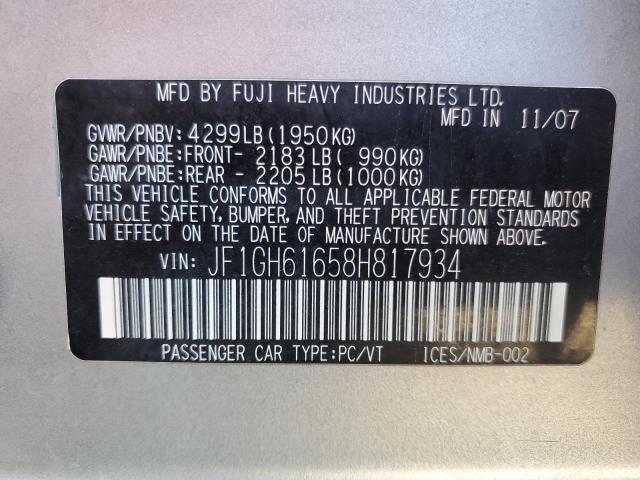 MFD BY FUJI HEAVY INDUSTRIES LTD.
MFD IN 11/07
GVWR/PNBV: 4299LB(1950KG)
GAWR/PNBE:FRONT- 2183LB( 990KG)
GAWR/PNBE:REAR - 2205LB(1000KG)
THIS VEHICLE CONFORMS TO ALL APPLICABLE FEDERAL MOTOR
VEHICLE SAFETY, BUMPER, AND THEFT PREVENTION STANDARDS
IN EFFECT ON THE DATE OF MANUFACTURE SHOWN ABOVE.
VIN: JF1GH61658H817934
PASSENGER CAR TYPE:PC/VT 1CES/NMB-002